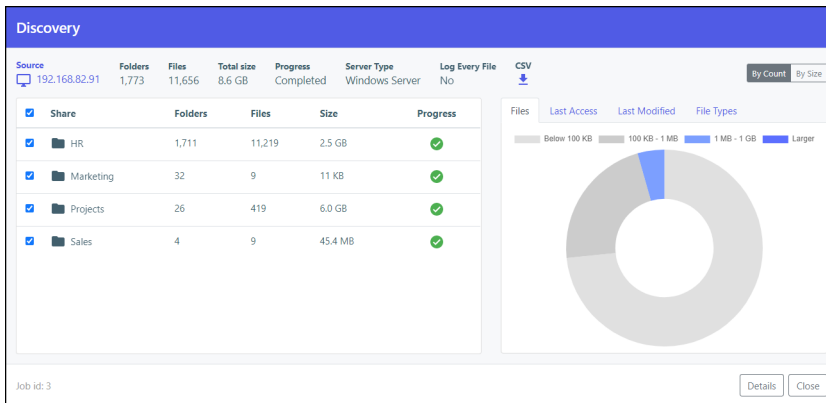 Discovery
Source Folders Files Total size Progress Server Type Log Every File CSV
192.168.82.91 1,773 11,656 8.6 GB Completed Windows Server No
By Count By Size
Share Folders Files Size Progress
HR 1,711 11,219 2.5 GB
Marketing 32 9 11 KB
Projects 26 419 6.0 GB
Sales 4 9 45.4 MB
Files Last Access Last Modified File Types
Below 100 KB 100 KB - 1 MB 1 MB - 1 GB Larger
Job id: 3
Details Close